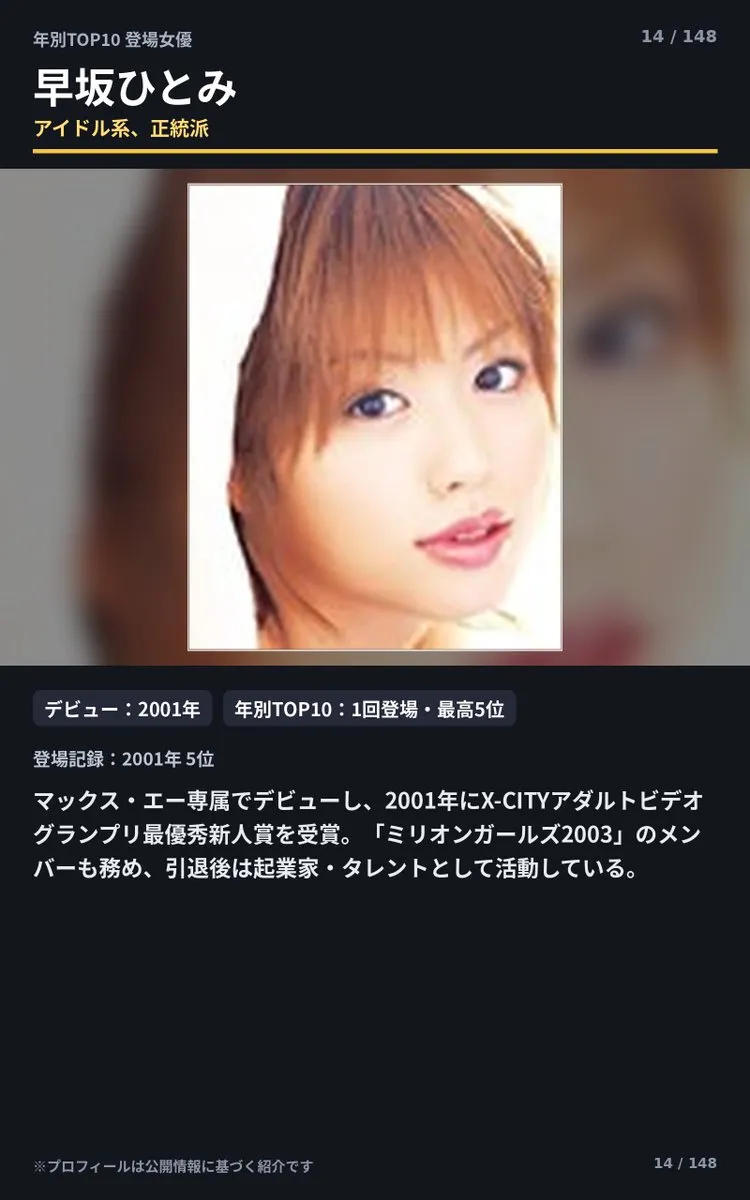 年別TOP10 登場女優
14 / 148
早坂ひとみ
アイドル系、正統派
デビュー：2001年
年別TOP10：1回登場・最高5位
登場記録：2001年 5位
マックス・エー専属でデビューし、2001年にX-CITYアダルトビデオ
グランプリ最優秀新人賞を受賞。「ミリオンガールズ2003」のメン
バーも務め、引退後は起業家・タレントとして活動している。
※プロフィールは公開情報に基づく紹介です
14 / 148